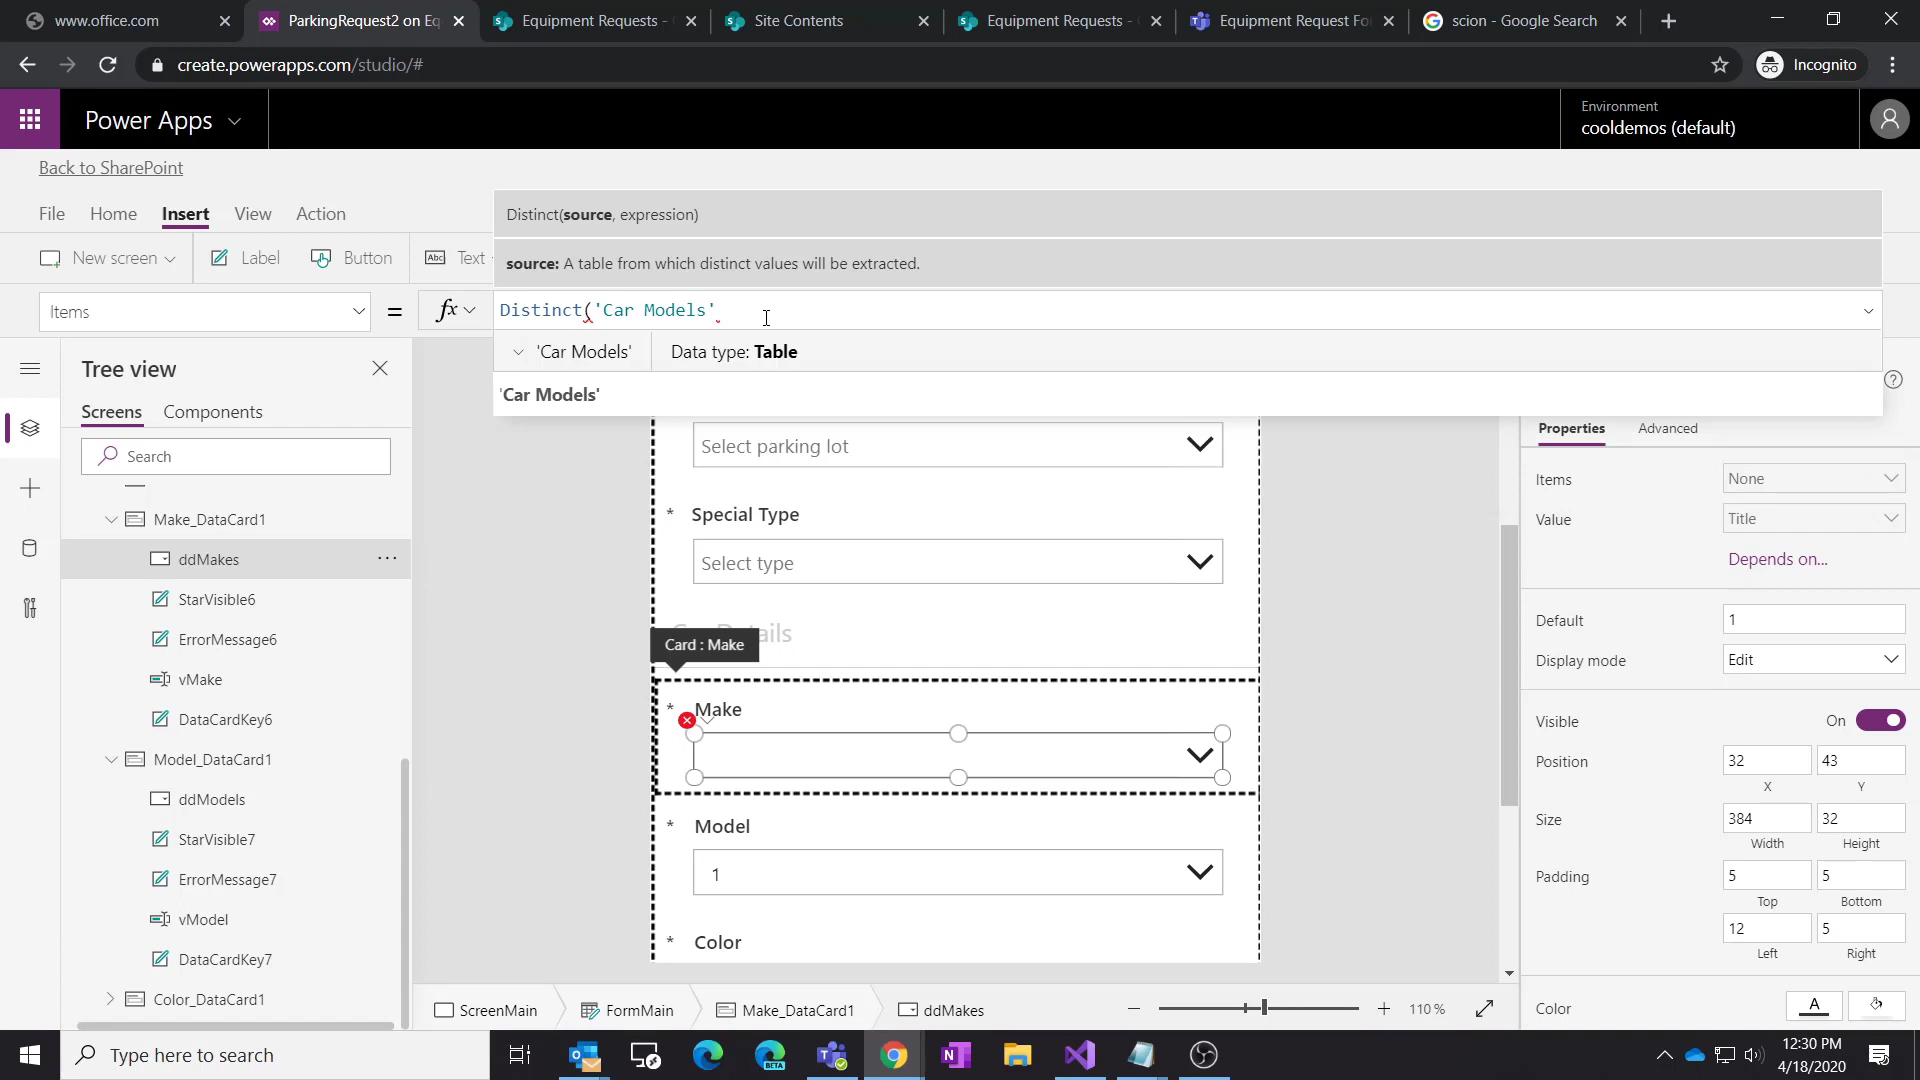 www.office.com
ParkingRequest2 on Eq
Equipment Requests -
Site Contents
Equipment Requests -
Equipment Request Fo
scion - Google Search
create.powerapps.com/studio/#
Incognito
Power Apps
Environment
cooldemos (default)
Back to SharePoint
File
Home
Insert
View
Action
Distinct(source, expression)
New screen
Label
Button
Abc Text
source: A table from which distinct values will be extracted.
Items
=
fx
Distinct('Car Models'
'Car Models'
Data type: Table
'Car Models'
Tree view
Screens
Components
Search
Make_DataCard1
ddMakes
StarVisible6
ErrorMessage6
vMake
DataCardKey6
Model_DataCard1
ddModels
StarVisible7
ErrorMessage7
vModel
DataCardKey7
Color_DataCard1
Select parking lot
* Special Type
Select type
Card : Make
* Make
* Model
1
* Color
Properties
Advanced
Items
None
Value
Title
Depends on...
Default
1
Display mode
Edit
Visible
On
Position
32
43
X
Y
Size
384
32
Width
Height
Padding
5
5
Top
Bottom
12
5
Left
Right
Color
A
ScreenMain
FormMain
Make_DataCard1
ddMakes
110 %
Type here to search
BETA
12:30 PM
4/18/2020